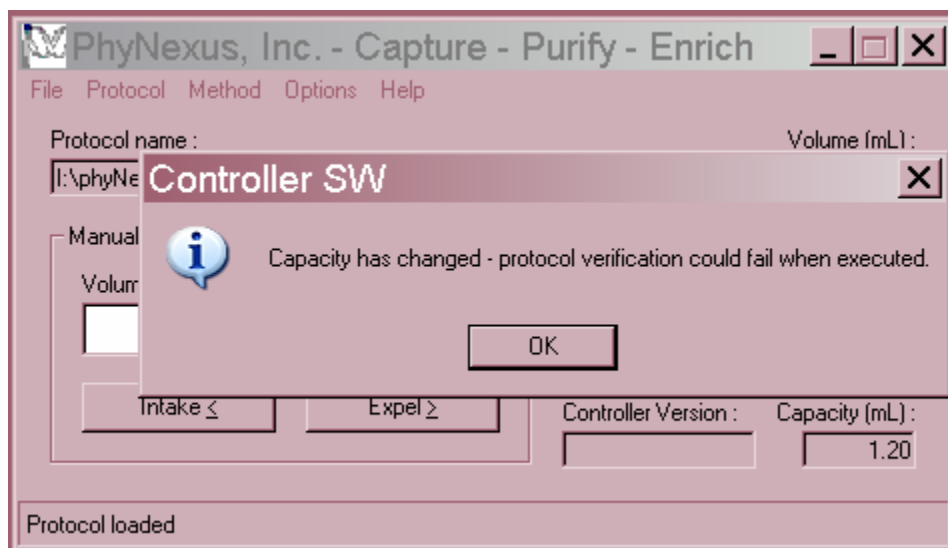 PhyNexus, Inc. - Capture - Purify - Enrich
File Protocol Method Options Help
Protocol name :
Volume (mL) :
Controller SW
Manual
Capacity has changed - protocol verification could fail when executed.
OK
Intake <
Expel >
Controller Version :
Capacity (mL) :
1.20
Protocol loaded